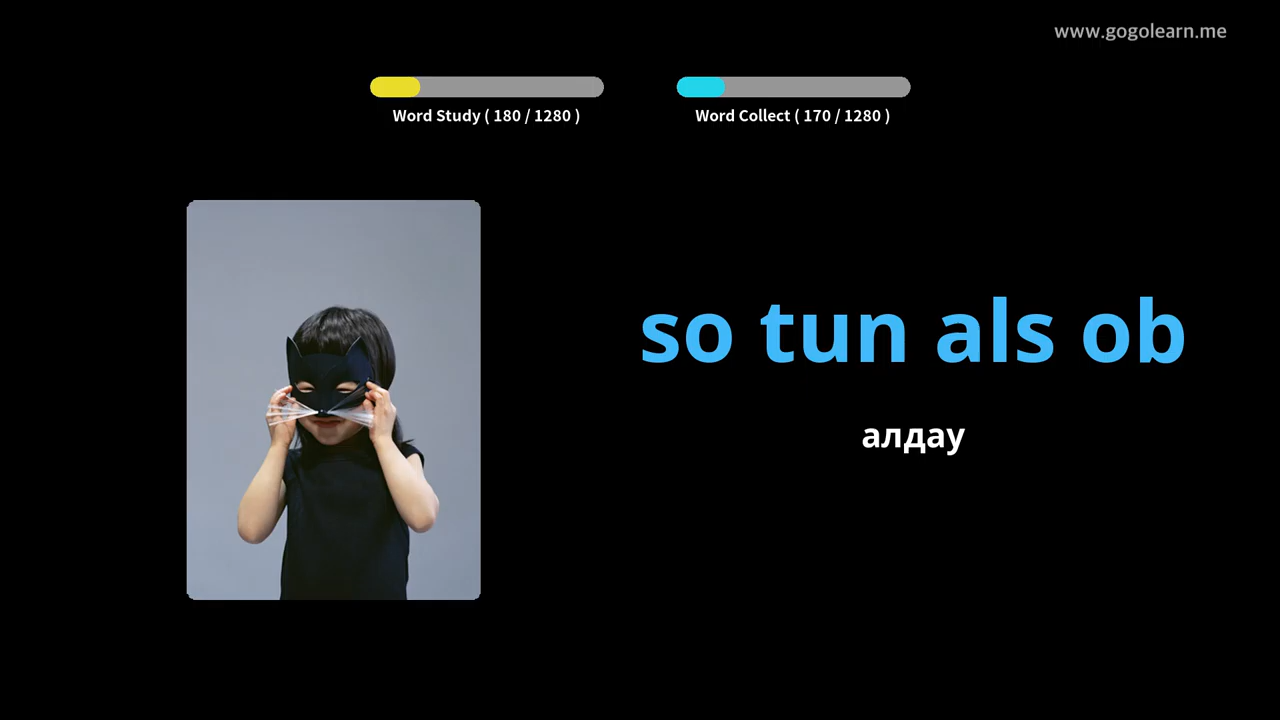 www.gogolearn.me
Word Study ( 180 / 1280 )
Word Collect ( 170 / 1280 )
so tun als ob
алдау